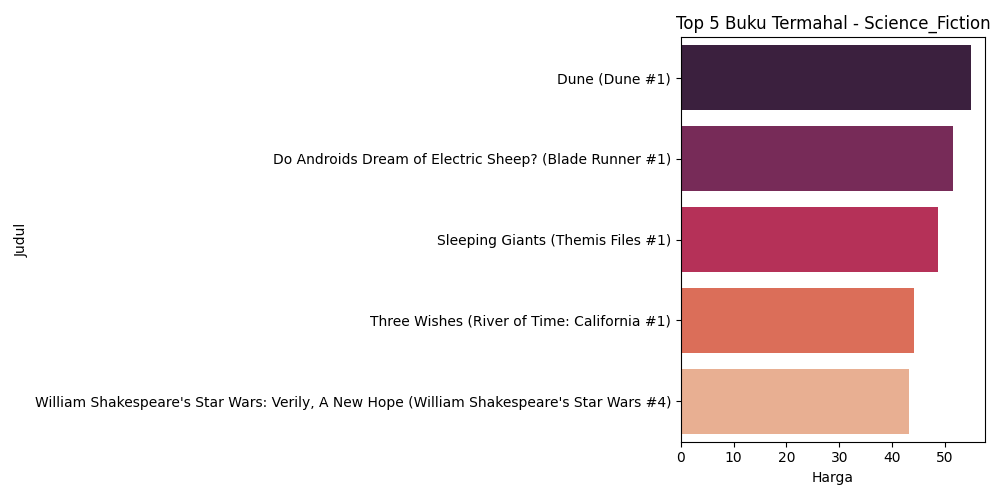 Top 5 Buku Termahal - Science_Fiction
Judul
Dune (Dune #1)
Do Androids Dream of Electric Sheep? (Blade Runner #1)
Sleeping Giants (Themis Files #1)
Three Wishes (River of Time: California #1)
William Shakespeare's Star Wars: Verily, A New Hope (William Shakespeare's Star Wars #4)
0 10 20 30 40 50
Harga